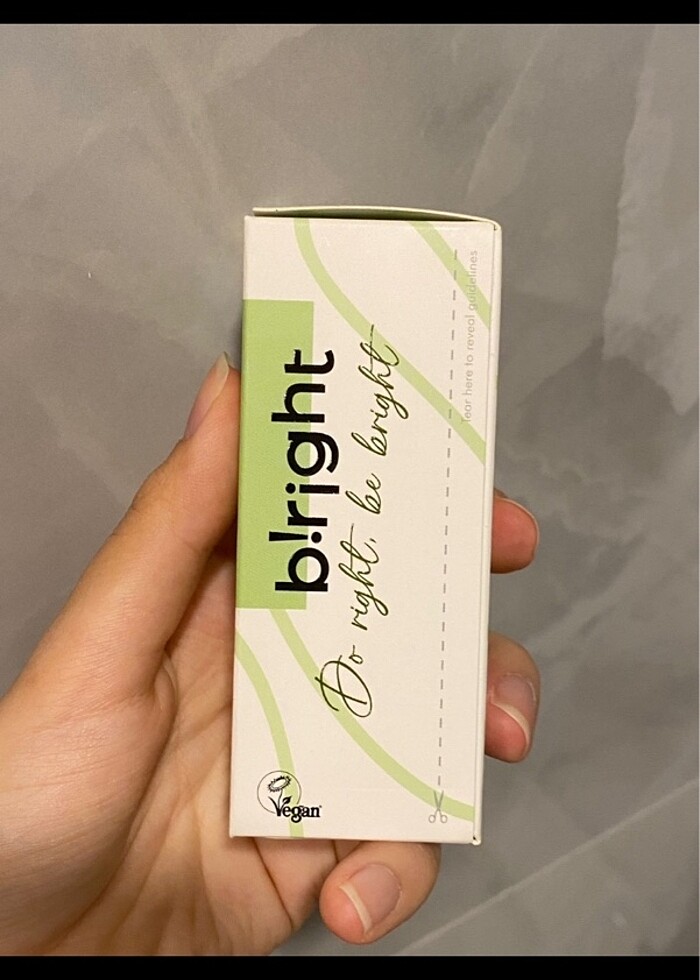 b!right
Do right, be bright
Tear here to reveal guidelines
Vegan